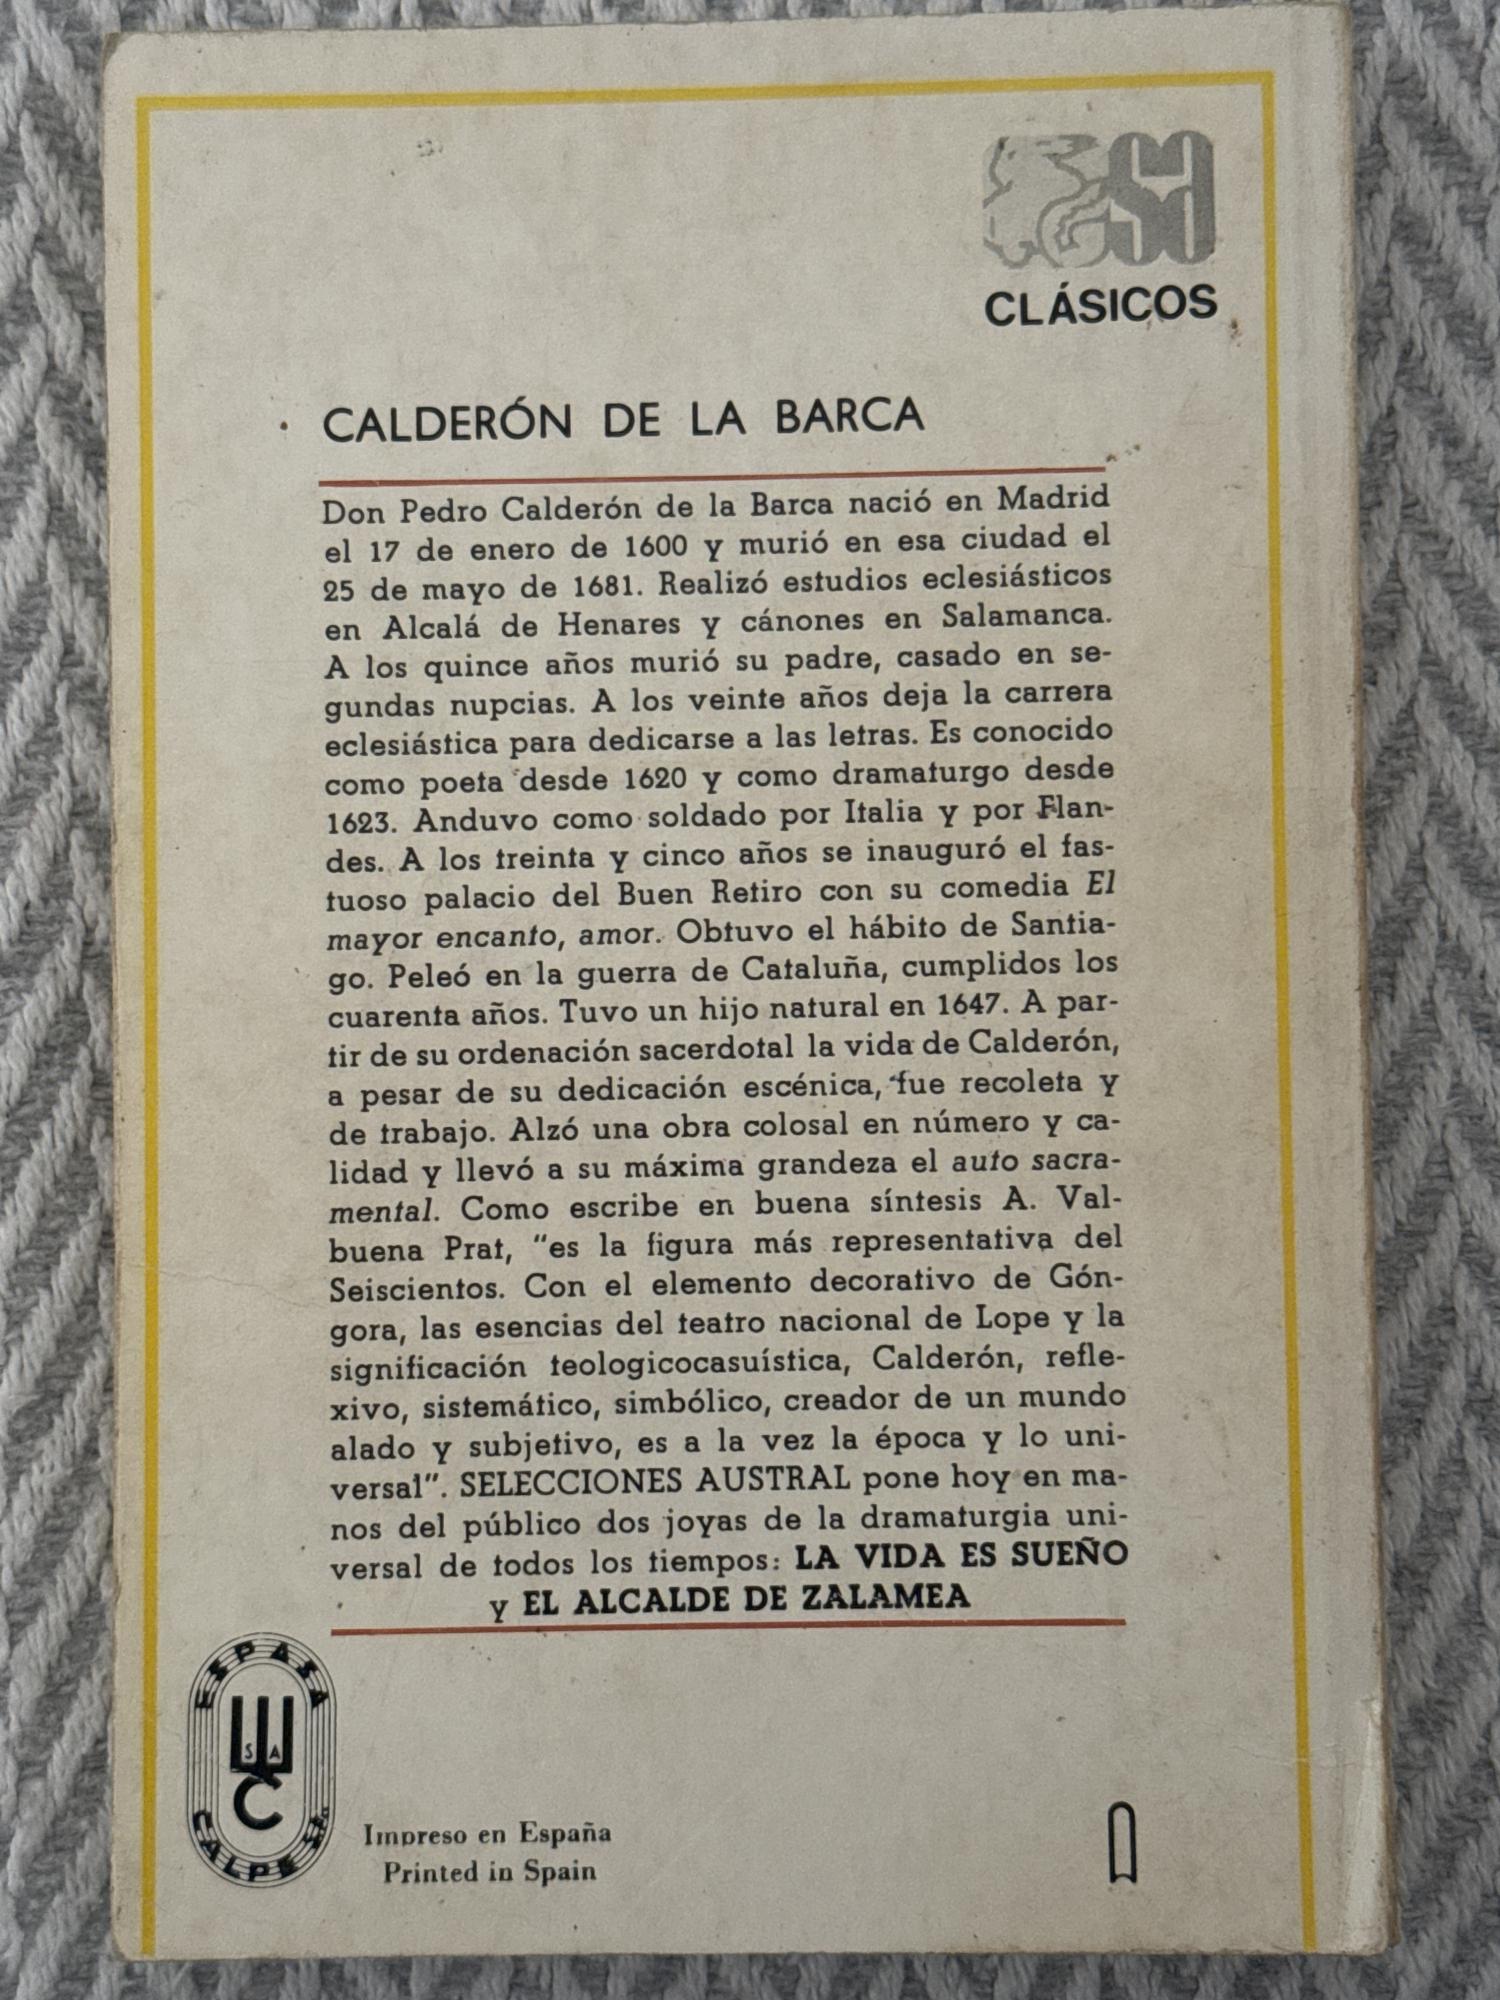 SA
CLÁSICOS
CALDERÓN DE LA BARCA
Don Pedro Calderón de la Barca nació en Madrid
el 17 de enero de 1600 y murió en esa ciudad el
25 de mayo de 1681. Realizó estudios eclesiásticos
en Alcalá de Henares y cánones en Salamanca.
A los quince años murió su padre, casado en se-
gundas nupcias. A los veinte años deja la carrera
eclesiástica para dedicarse a las letras. Es conocido
como poeta desde 1620 y como dramaturgo desde
1623. Anduvo como soldado por Italia y por Flan-
des. A los treinta y cinco años se inauguró el fas-
tuoso palacio del Buen Retiro con su comedia El
mayor encanto, amor. Obtuvo el hábito de Santia-
go. Peleó en la guerra de Cataluña, cumplidos los
cuarenta años. Tuvo un hijo natural en 1647. A par-
tir de su ordenación sacerdotal la vida de Calderón,
a pesar de su dedicación escénica, fue recoleta y
de trabajo. Alzó una obra colosal en número y ca-
lidad y llevó a su máxima grandeza el auto sacra-
mental. Como escribe en buena síntesis A. Val-
buena Prat, “es la figura más representativa del
Seiscientos. Con el elemento decorativo de Gón-
gora, las esencias del teatro nacional de Lope y la
significación teologicocasuística, Calderón, refle-
xivo, sistemático, simbólico, creador de un mundo
alado y subjetivo, es a la vez la época y lo uni-
versal”. SELECCIONES AUSTRAL pone hoy en ma-
nos del público dos joyas de la dramaturgia uni-
versal de todos los tiempos: LA VIDA ES SUEÑO
y EL ALCALDE DE ZALAMEA
ESPASA
S A
C
CALPE
Impreso en España
Printed in Spain